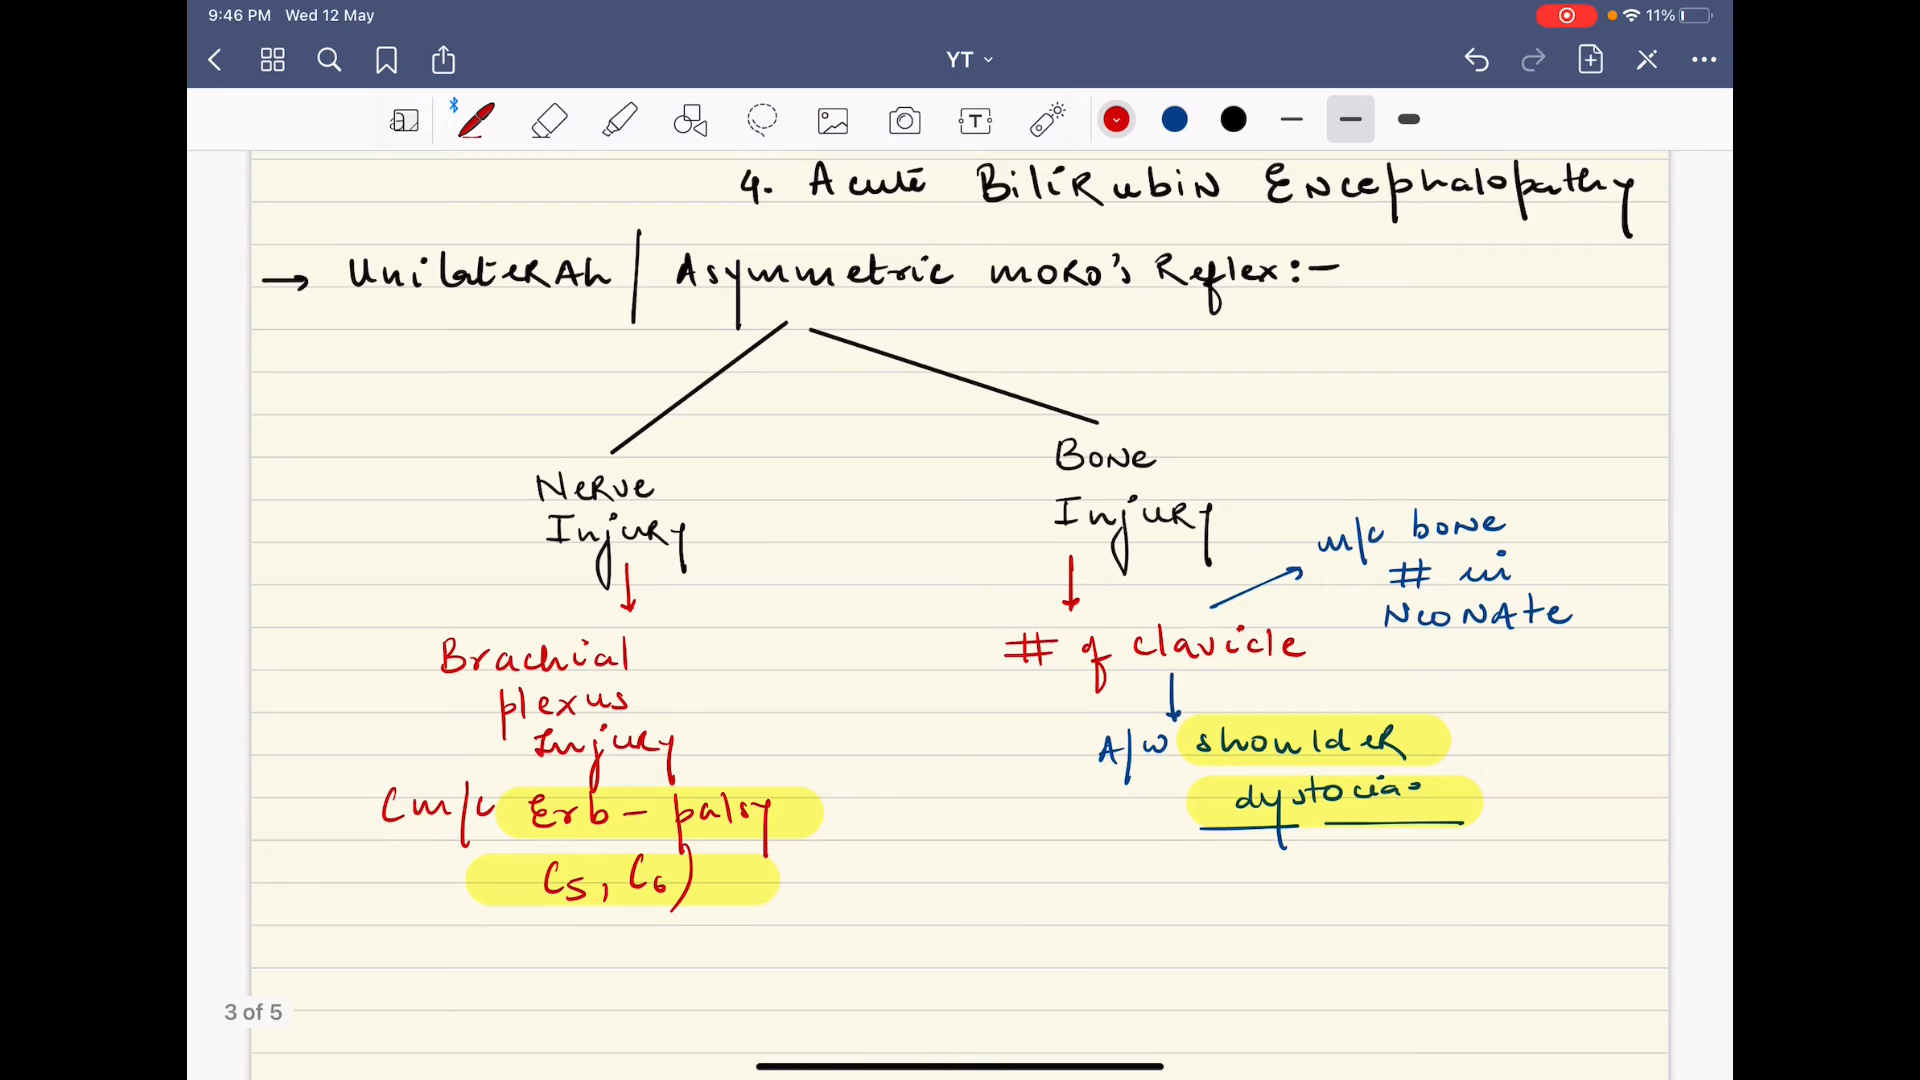 9:46 PM Wed 12 May
11%
YT
4. Acute BiliRubiN Encephalopathy
→ UnilateRAL / Asymmetric moRo's Reflex:-
NeRve
InjuRy
Bone
InjuRy
m/c bone
# in
NeoNAte
Brachial
plexus
InjuRy
# of clavicle
A/w shouldeR
dystocia
(m/c Erb - palsy
C5, C6)
3 of 5